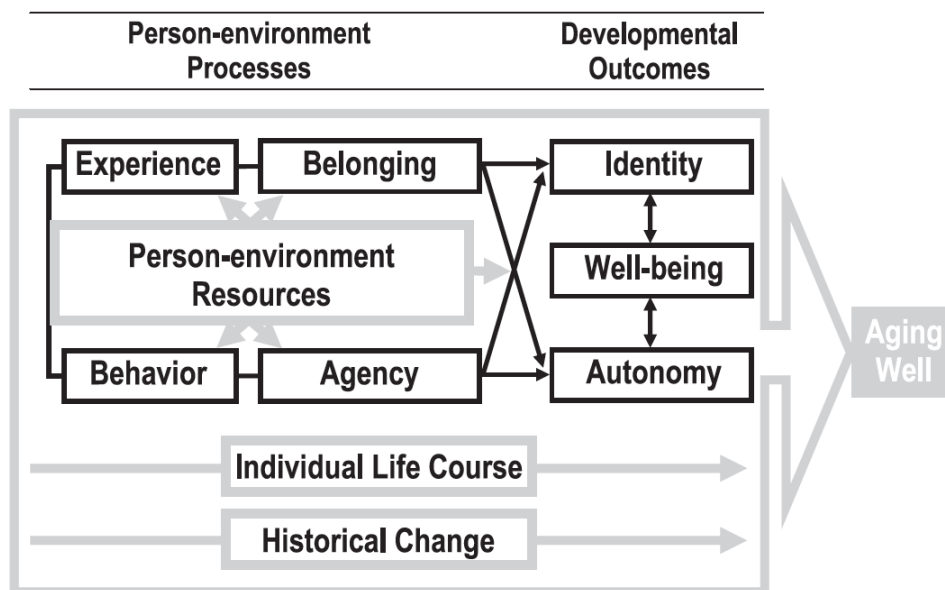 Person-environment
Processes
Developmental
Outcomes
Experience
Belonging
Identity
Person-environment
Resources
Well-being
Behavior
Agency
Autonomy
Aging
Well
Individual Life Course
Historical Change